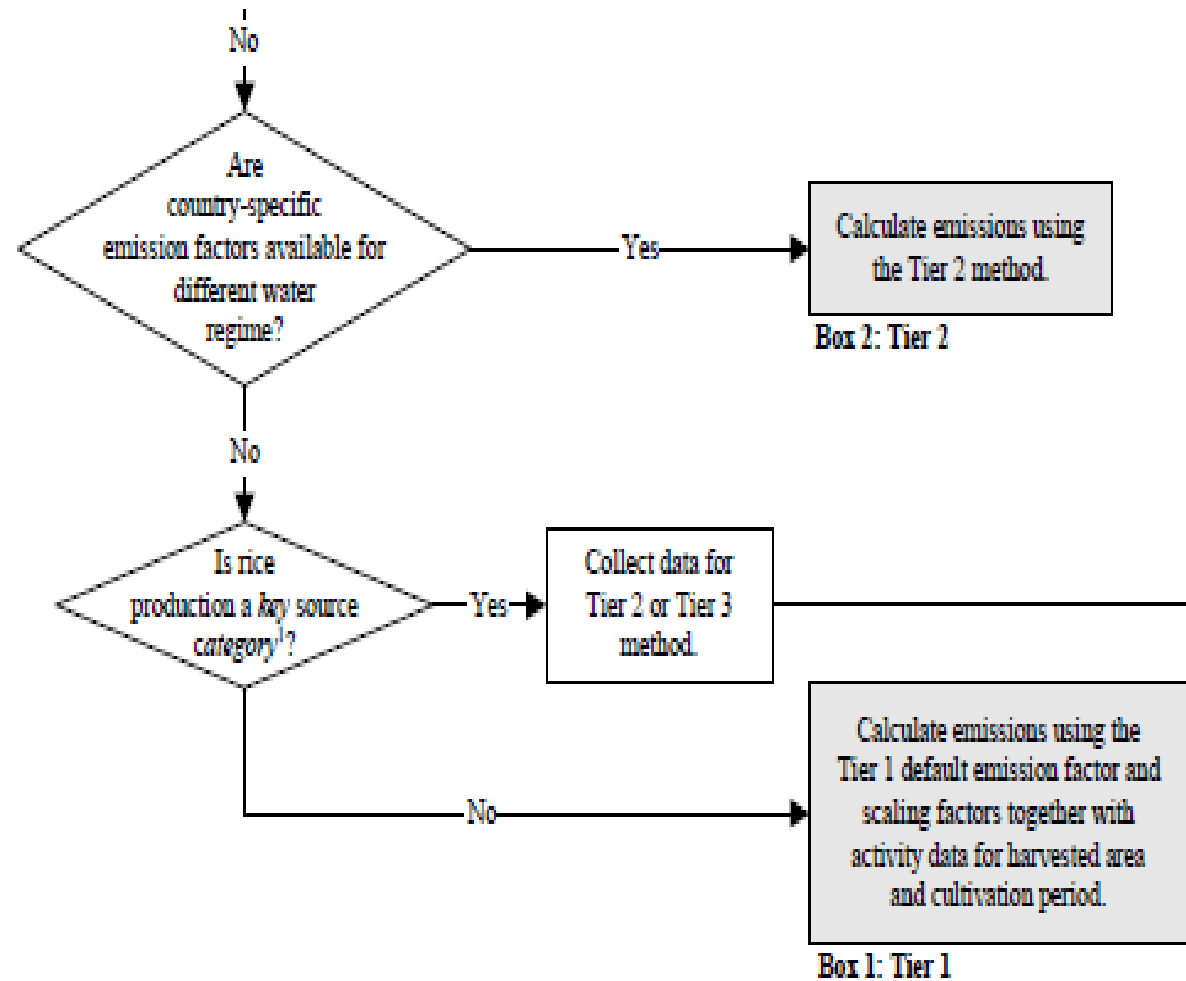 No
Are
country-specific
emission factors available for
different water
regime?
Yes
Calculate emissions using
the Tier 2 method.
Box 2: Tier 2
No
Is rice
production a key source
category¹?
Yes
Collect data for
Tier 2 or Tier 3
method.
No
Calculate emissions using the
Tier 1 default emission factor and
scaling factors together with
activity data for harvested area
and cultivation period.
Box 1: Tier 1